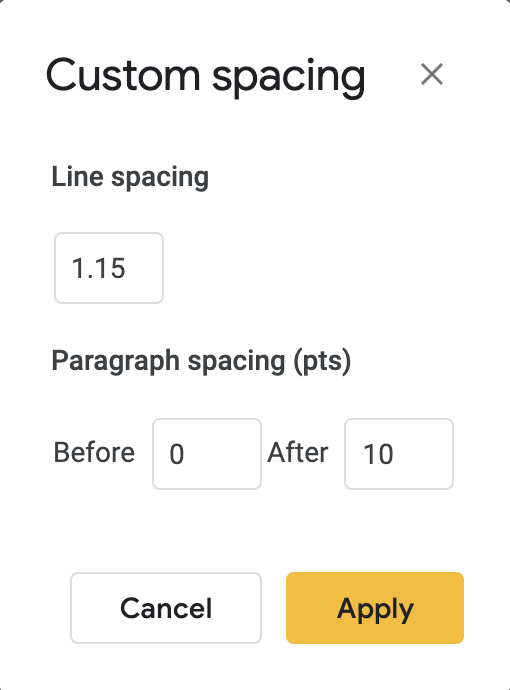 Custom spacing
Line spacing
1.15
Paragraph spacing (pts)
Before 0 After 10
Cancel Apply